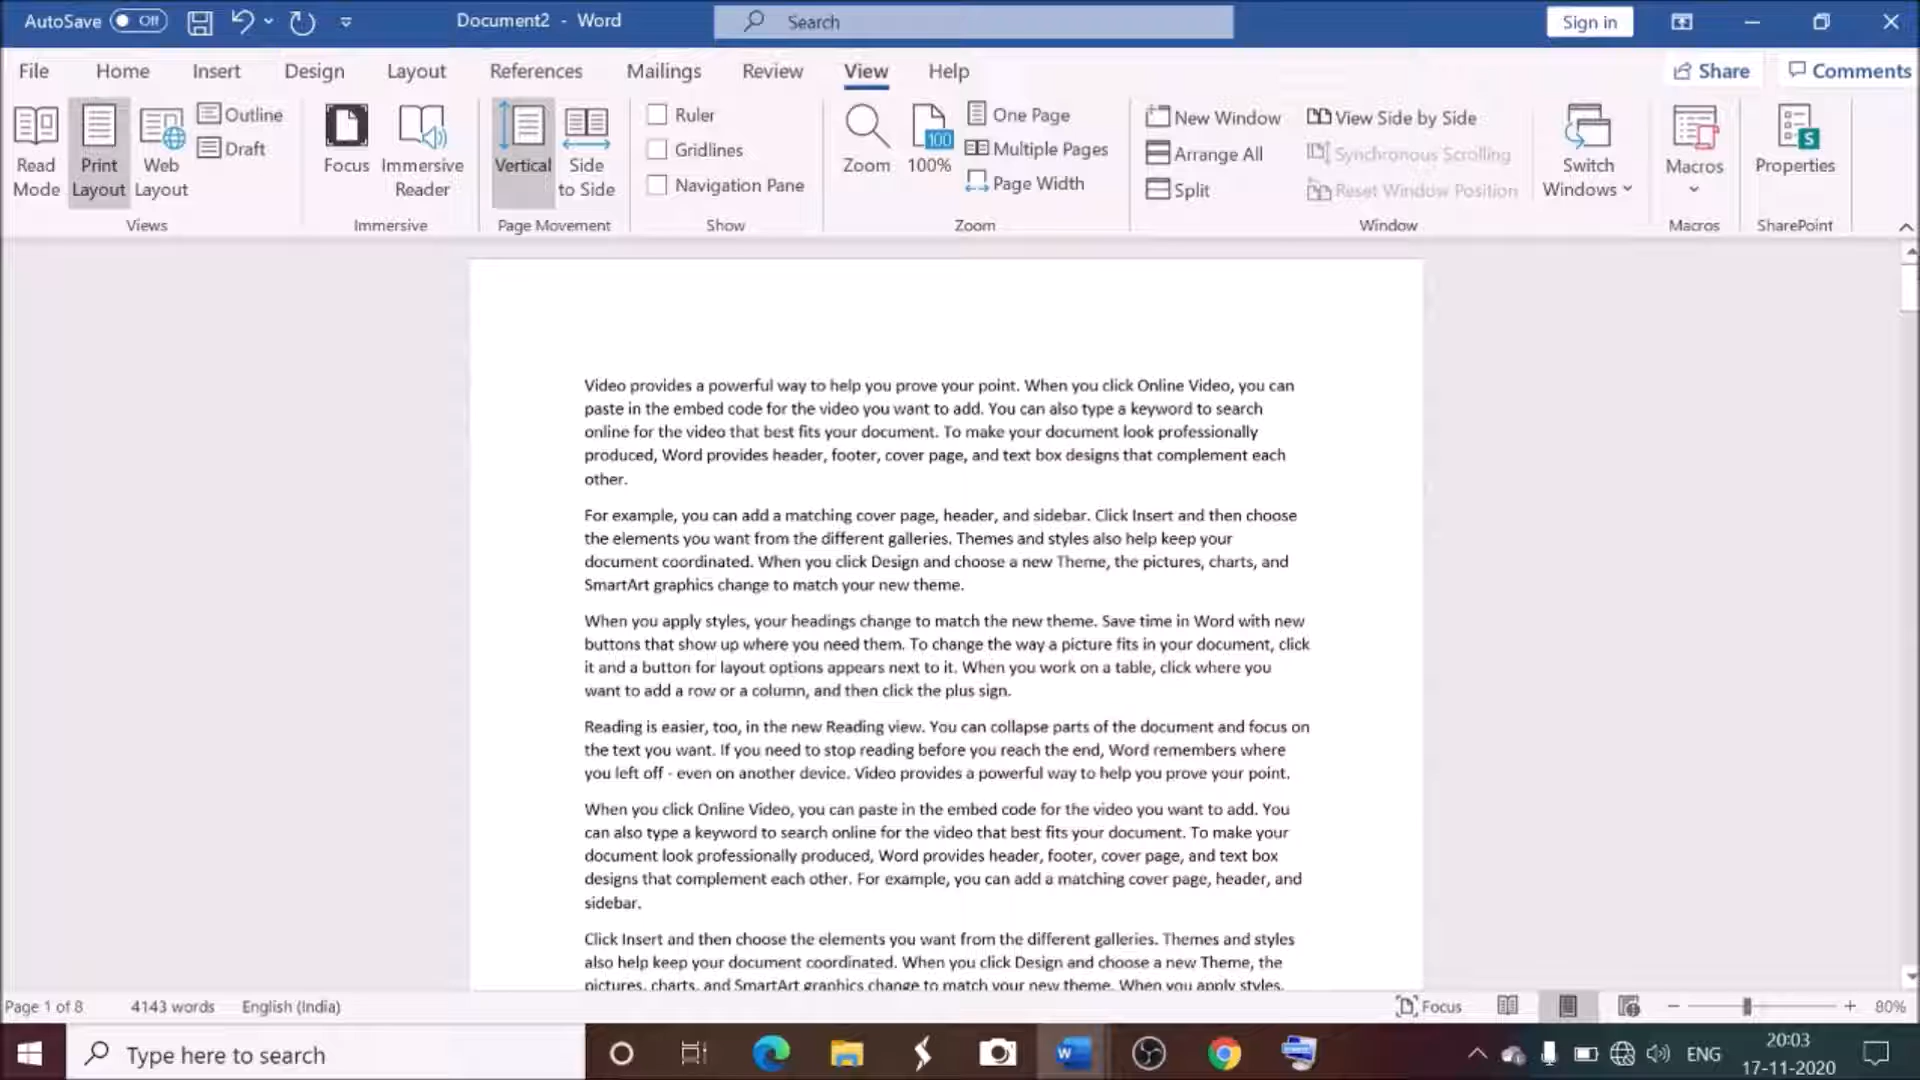 AutoSave Off Document2 - Word Search Sign in
File Home Insert Design Layout References Mailings Review View Help Share Comments
Read Mode
Print Layout
Web Layout
Outline
Draft
Views
Focus
Immersive Reader
Immersive
Vertical
Side to Side
Page Movement
Ruler
Gridlines
Navigation Pane
Show
Zoom
100
100%
One Page
Multiple Pages
Page Width
Zoom
New Window
Arrange All
Split
View Side by Side
Synchronous Scrolling
Reset Window Position
Switch Windows
Window
Macros
Macros
S
Properties
SharePoint
Video provides a powerful way to help you prove your point. When you click Online Video, you can
paste in the embed code for the video you want to add. You can also type a keyword to search
online for the video that best fits your document. To make your document look professionally
produced, Word provides header, footer, cover page, and text box designs that complement each
other.
For example, you can add a matching cover page, header, and sidebar. Click Insert and then choose
the elements you want from the different galleries. Themes and styles also help keep your
document coordinated. When you click Design and choose a new Theme, the pictures, charts, and
SmartArt graphics change to match your new theme.
When you apply styles, your headings change to match the new theme. Save time in Word with new
buttons that show up where you need them. To change the way a picture fits in your document, click
it and a button for layout options appears next to it. When you work on a table, click where you
want to add a row or a column, and then click the plus sign.
Reading is easier, too, in the new Reading view. You can collapse parts of the document and focus on
the text you want. If you need to stop reading before you reach the end, Word remembers where
you left off - even on another device. Video provides a powerful way to help you prove your point.
When you click Online Video, you can paste in the embed code for the video you want to add. You
can also type a keyword to search online for the video that best fits your document. To make your
document look professionally produced, Word provides header, footer, cover page, and text box
designs that complement each other. For example, you can add a matching cover page, header, and
sidebar.
Click Insert and then choose the elements you want from the different galleries. Themes and styles
also help keep your document coordinated. When you click Design and choose a new Theme, the
pictures, charts, and SmartArt graphics change to match your new theme. When you apply styles,
Page 1 of 8 4143 words English (India) Focus 80%
Type here to search W ENG 20:03
17-11-2020